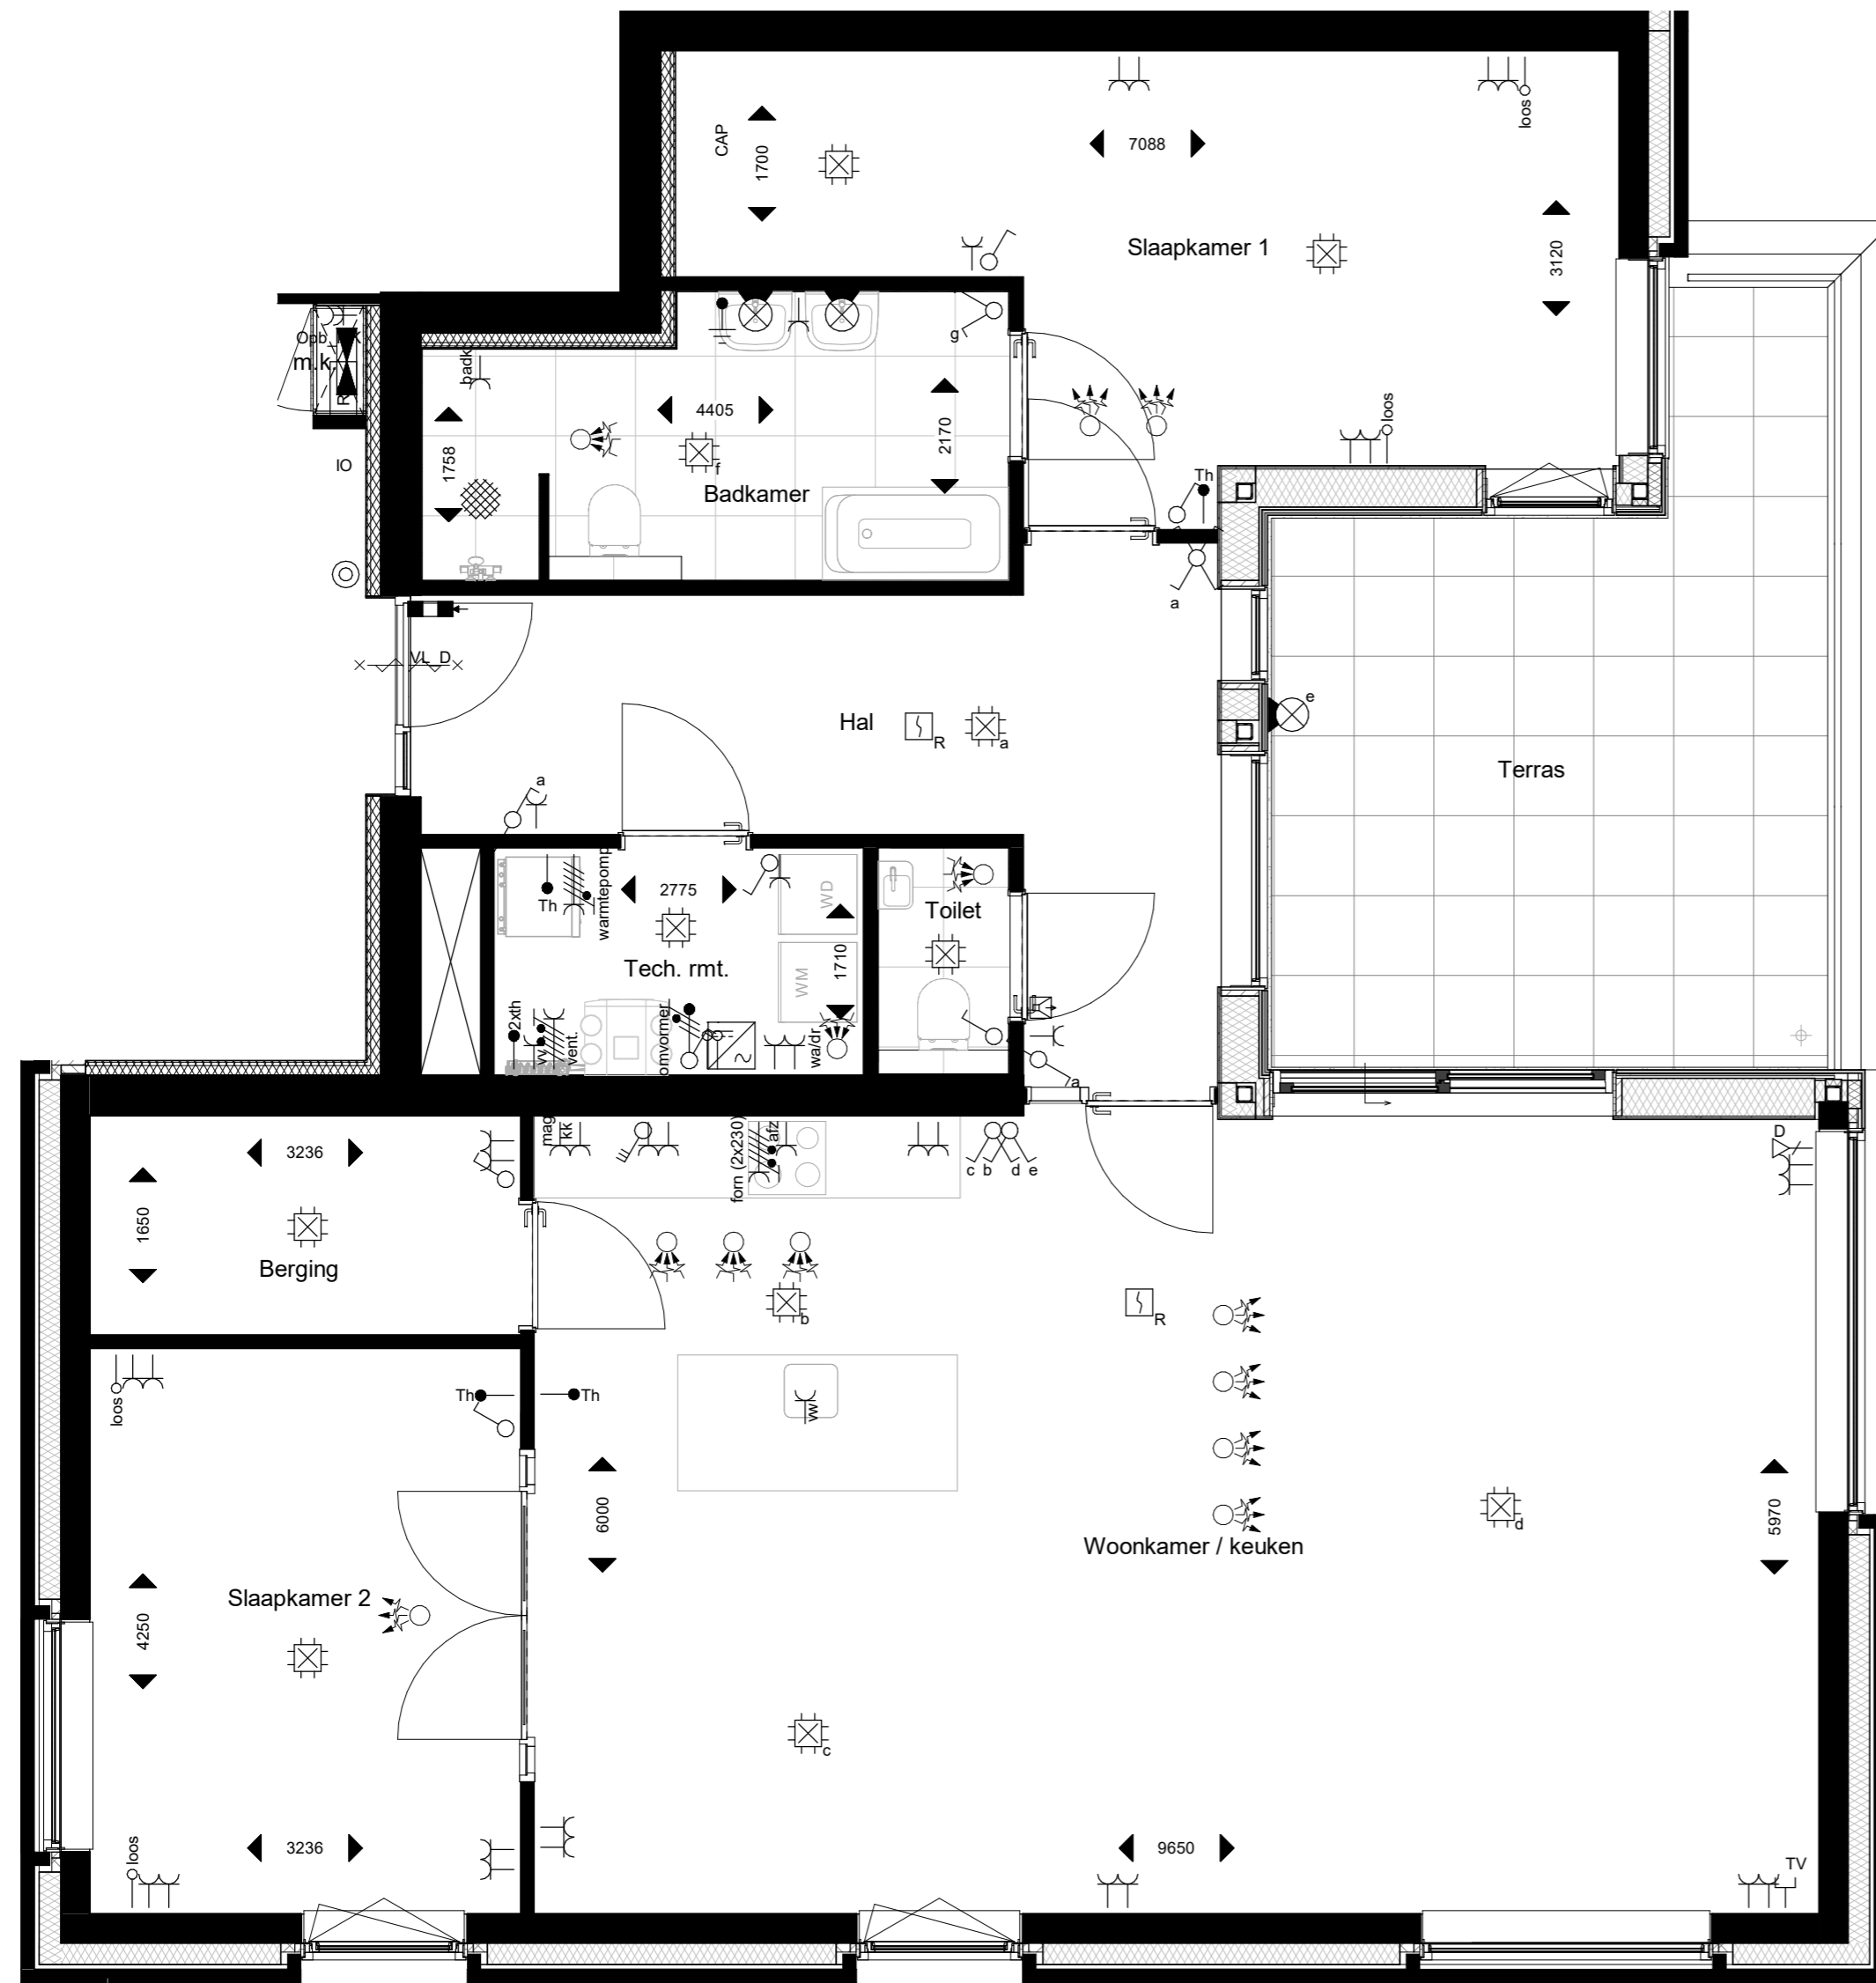 CAP
1700
7088
loos
Slaapkamer 1
3120
Opb.
m.k.
R
IO
badk.
1758
4405
f
Badkamer
2170
g
loos
Th
a
VL D
Hal
R
a
e
Terras
a
Th
warmtepomp
2775
WD
Tech. rmt.
1710
WM
Toilet
2xth
vent.
omvormer
wa/dr
a
mag
kk
forn (2x230)
afz
c b d e
D
3236
1650
Berging
b
R
loos
Th
Th
vw
6000
5970
d
Woonkamer / keuken
Slaapkamer 2
4250
c
loos
3236
9650
TV